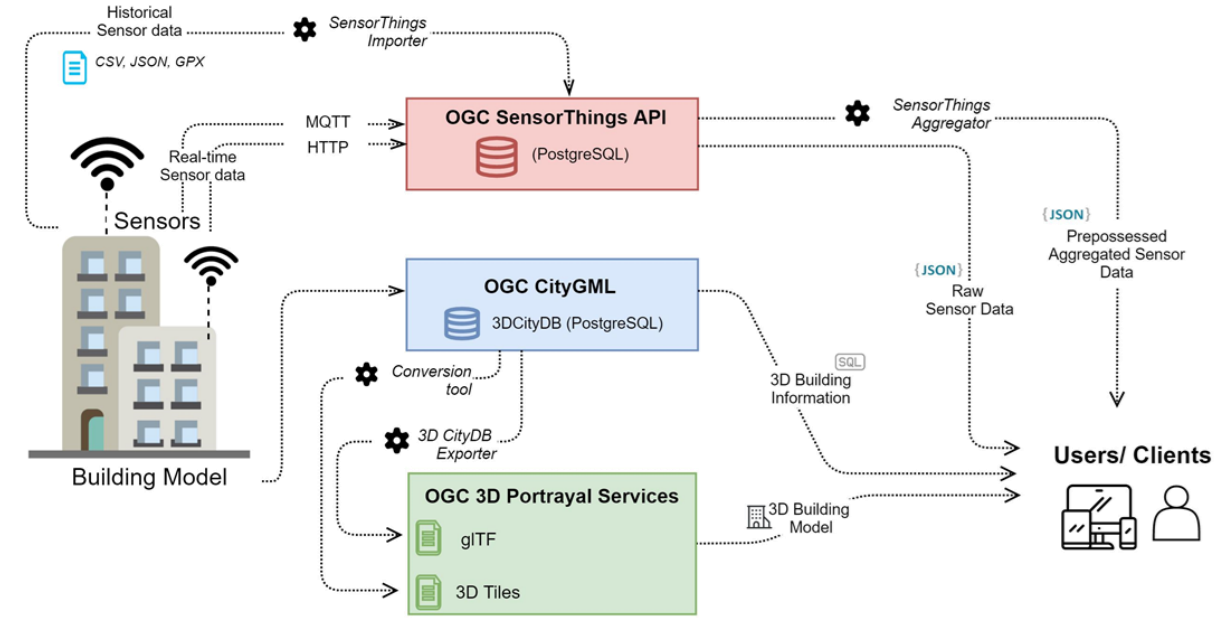 Historical
Sensor data
CSV, JSON, GPX
SensorThings
Importer
MQTT
HTTP
Real-time
Sensor data
Sensors
Building Model
OGC SensorThings API
(PostgreSQL)
SensorThings
Aggregator
{JSON}
Prepossessed
Aggregated Sensor
Data
{JSON}
Raw
Sensor Data
OGC CityGML
3DCityDB (PostgreSQL)
Conversion
tool
3D CityDB
Exporter
SQL
3D Building
Information
OGC 3D Portrayal Services
glTF
3D Tiles
3D Building
Model
Users/ Clients